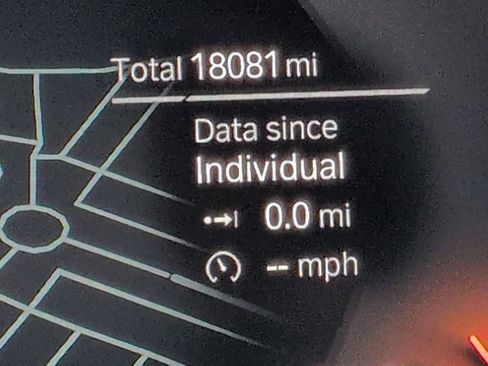 Total 18081 mi
Data since
Individual
0.0 mi
-- mph